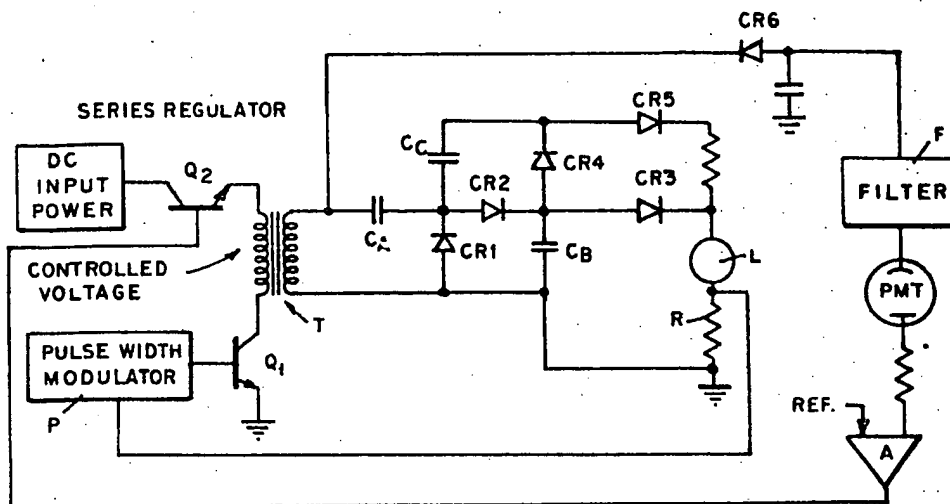 CR6
SERIES REGULATOR
DC
INPUT
POWER
Q2
CC
CR4
CR5
CR2
CR3
CR1
CB
L
R
F
FILTER
PMT
CONTROLLED
VOLTAGE
T
PULSE WIDTH
MODULATOR
Q1
P
REF.
A